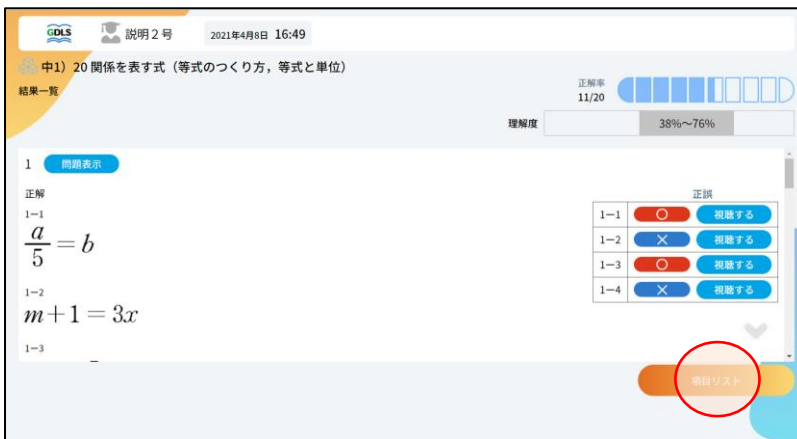 GDLS 説明2号 2021年4月8日 16:49
中1）20 関係を表す式（等式のつくり方，等式と単位）
結果一覧
正解率
11/20
理解度 38%～76%
1 問題表示
正解 正誤
1－1
a/5 = b
1－2
m+1 = 3x
1－3
1－1 ○ 視聴する
1－2 × 視聴する
1－3 ○ 視聴する
1－4 × 視聴する
項目リスト